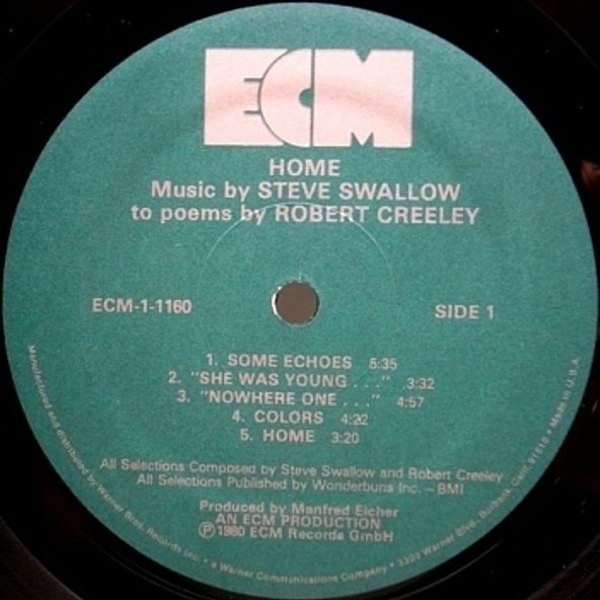 ECM
HOME
Music by STEVE SWALLOW
to poems by ROBERT CREELEY
ECM-1-1160
SIDE 1
1. SOME ECHOES 5:35
2. "SHE WAS YOUNG . . ." 3:32
3. "NOWHERE ONE . . ." 4:57
4. COLORS 4:22
5. HOME 3:20
All Selections Composed by Steve Swallow and Robert Creeley
All Selections Published by Wonderbuns Inc. – BMI
Produced by Manfred Eicher
AN ECM PRODUCTION
Ⓟ1980 ECM Records GmbH
Manufactured and distributed by Warner Bros. Records Inc. • a Warner Communications Company • 3300 Warner Blvd., Burbank, Calif. 91510 • Made in U.S.A.